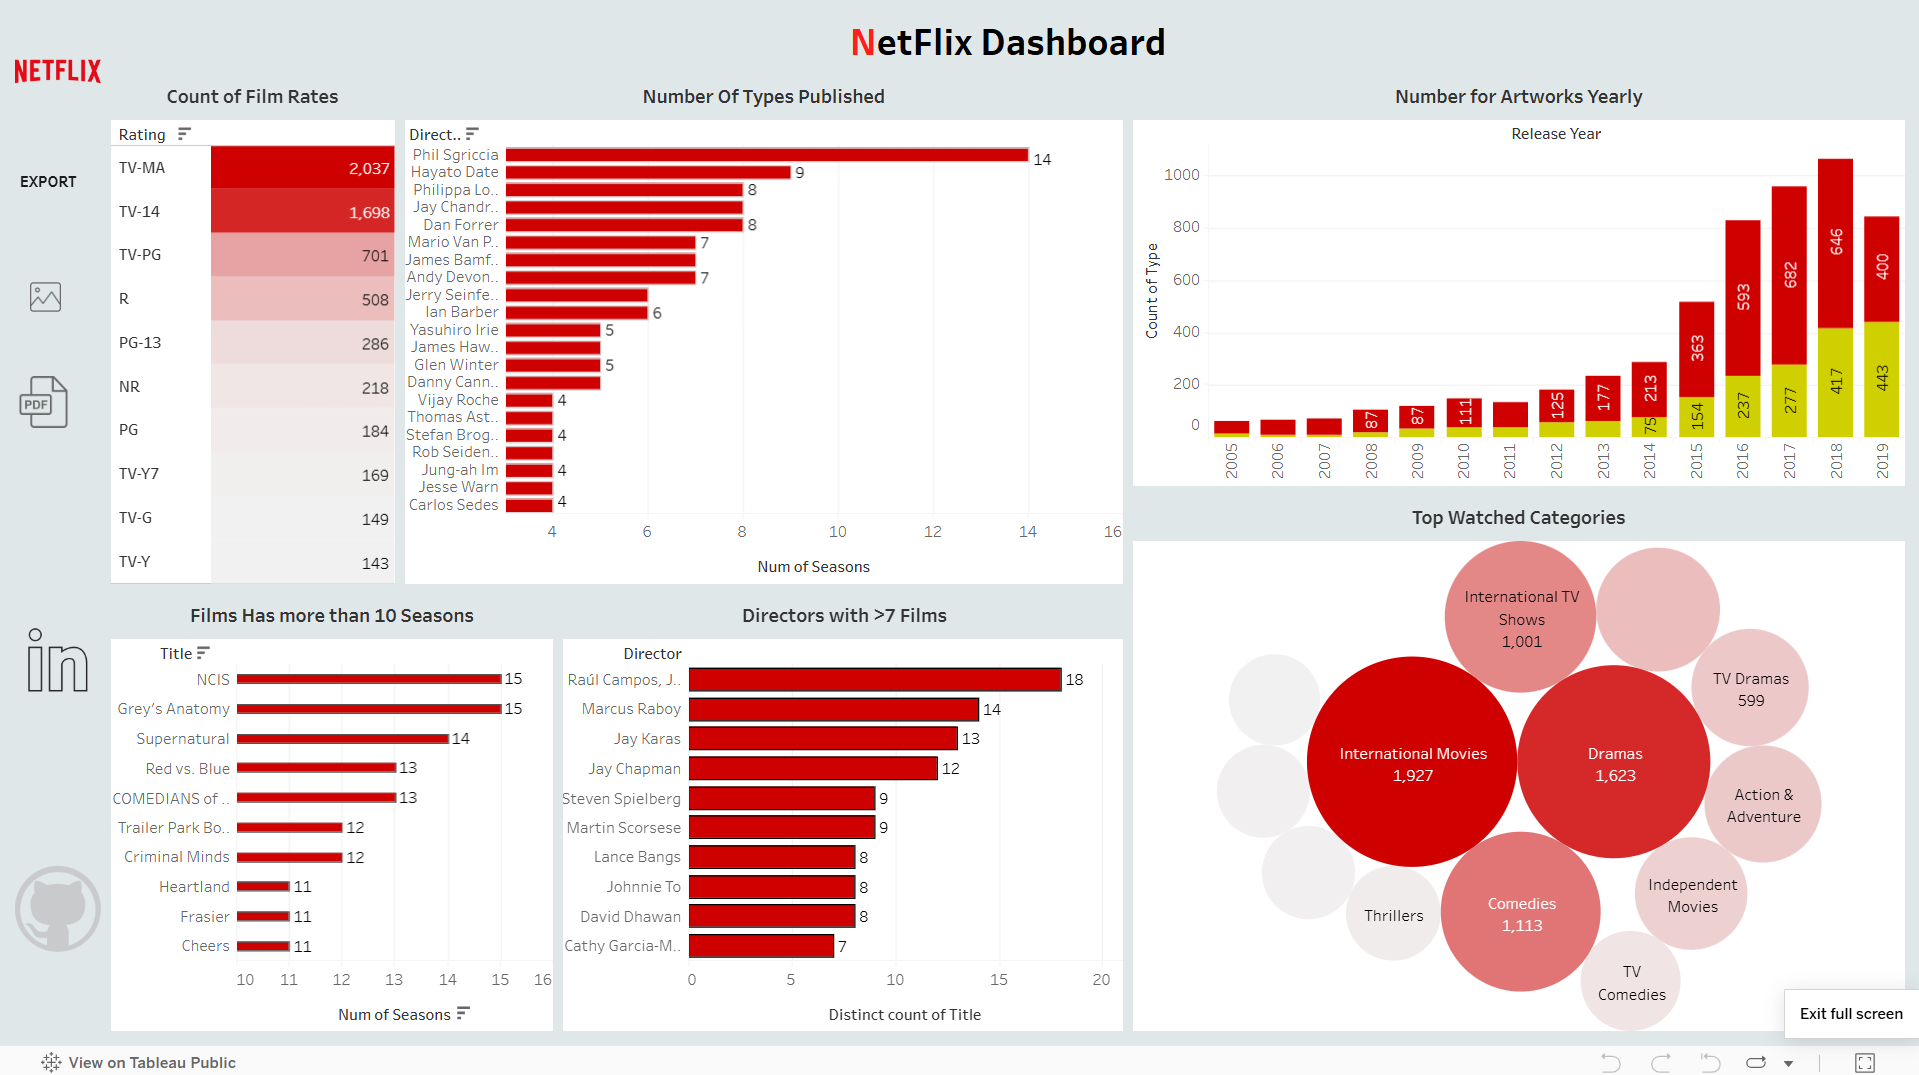 NetFlix Dashboard
NETFLIX
EXPORT
PDF
in
Count of Film Rates
Rating
TV-MA 2,037
TV-14 1,698
TV-PG 701
R 508
PG-13 286
NR 218
PG 184
TV-Y7 169
TV-G 149
TV-Y 143
Number Of Types Published
Direct..
Phil Sgriccia 14
Hayato Date 9
Philippa Lo.. 8
Jay Chandr..
Dan Forrer 8
Mario Van P.. 7
James Bamf..
Andy Devon.. 7
Jerry Seinfe..
Ian Barber 6
Yasuhiro Irie 5
James Haw..
Glen Winter 5
Danny Cann..
Vijay Roche 4
Thomas Ast..
Stefan Brog.. 4
Rob Seiden..
Jung-ah Im 4
Jesse Warn
Carlos Sedes 4
4 6 8 10 12 14 16
Num of Seasons
Number for Artworks Yearly
Release Year
Count of Type
1000
800
600
400
200
0
87 87 111 125 177 213 363 593 682 646 400
75 154 237 277 417 443
2005 2006 2007 2008 2009 2010 2011 2012 2013 2014 2015 2016 2017 2018 2019
Films Has more than 10 Seasons
Title
NCIS 15
Grey's Anatomy 15
Supernatural 14
Red vs. Blue 13
COMEDIANS of .. 13
Trailer Park Bo.. 12
Criminal Minds 12
Heartland 11
Frasier 11
Cheers 11
10 11 12 13 14 15 16
Num of Seasons
Directors with >7 Films
Director
Raúl Campos, J.. 18
Marcus Raboy 14
Jay Karas 13
Jay Chapman 12
Steven Spielberg 9
Martin Scorsese 9
Lance Bangs 8
Johnnie To 8
David Dhawan 8
Cathy Garcia-M.. 7
0 5 10 15 20
Distinct count of Title
Top Watched Categories
International TV
Shows
1,001
TV Dramas
599
International Movies
1,927
Dramas
1,623
Action &
Adventure
Independent
Movies
Comedies
1,113
Thrillers
TV
Comedies
Exit full screen
View on Tableau Public